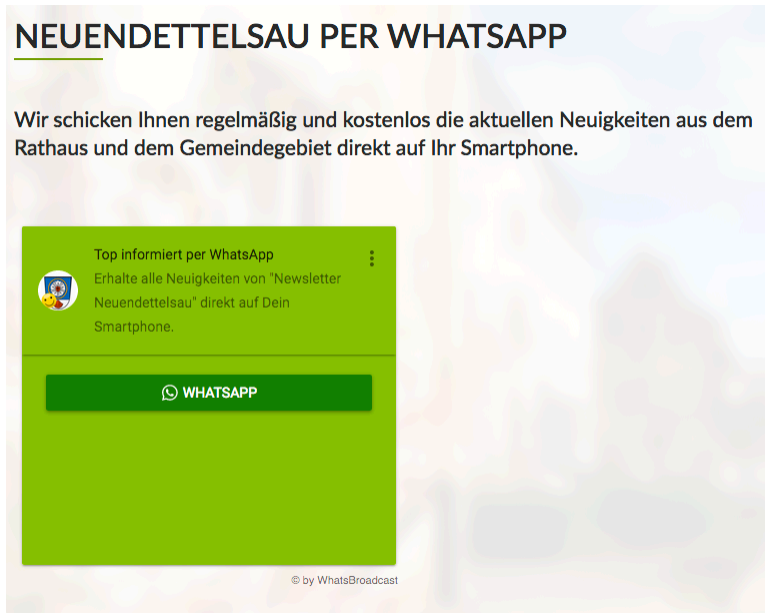 NEUENDETTELSAU PER WHATSAPP
Wir schicken Ihnen regelmäßig und kostenlos die aktuellen Neuigkeiten aus dem
Rathaus und dem Gemeindegebiet direkt auf Ihr Smartphone.
Top informiert per WhatsApp
Erhalte alle Neuigkeiten von "Newsletter
Neuendettelsau" direkt auf Dein
Smartphone.
WHATSAPP
© by WhatsBroadcast